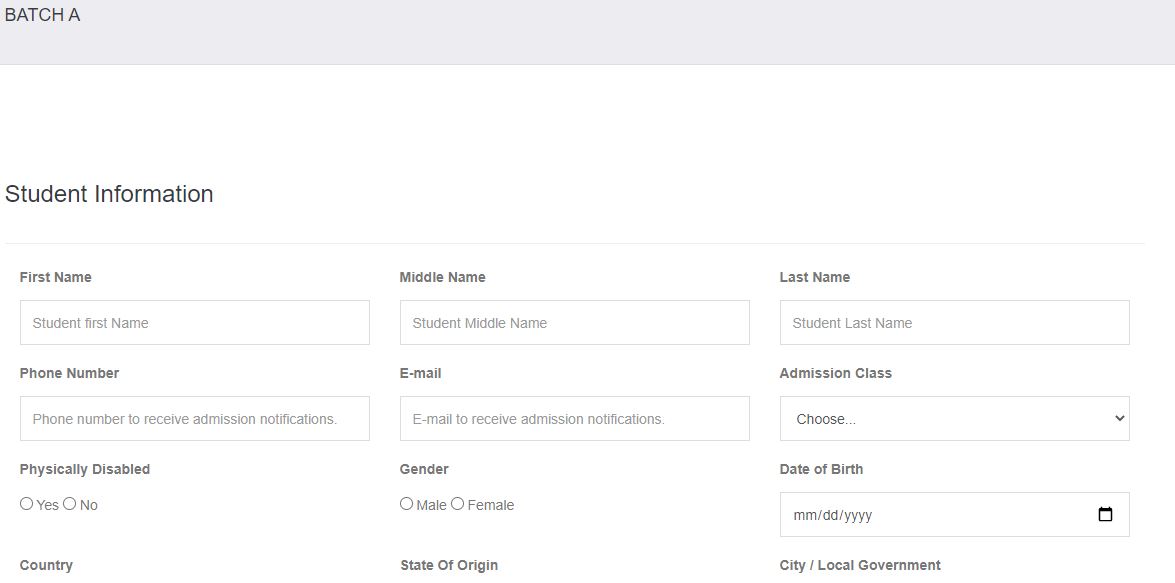 BATCH A
Student Information
First Name Middle Name Last Name
Student first Name Student Middle Name Student Last Name
Phone Number E-mail Admission Class
Phone number to receive admission notifications. E-mail to receive admission notifications. Choose...
Physically Disabled Gender Date of Birth
Yes No Male Female mm/dd/yyyy
Country State Of Origin City / Local Government